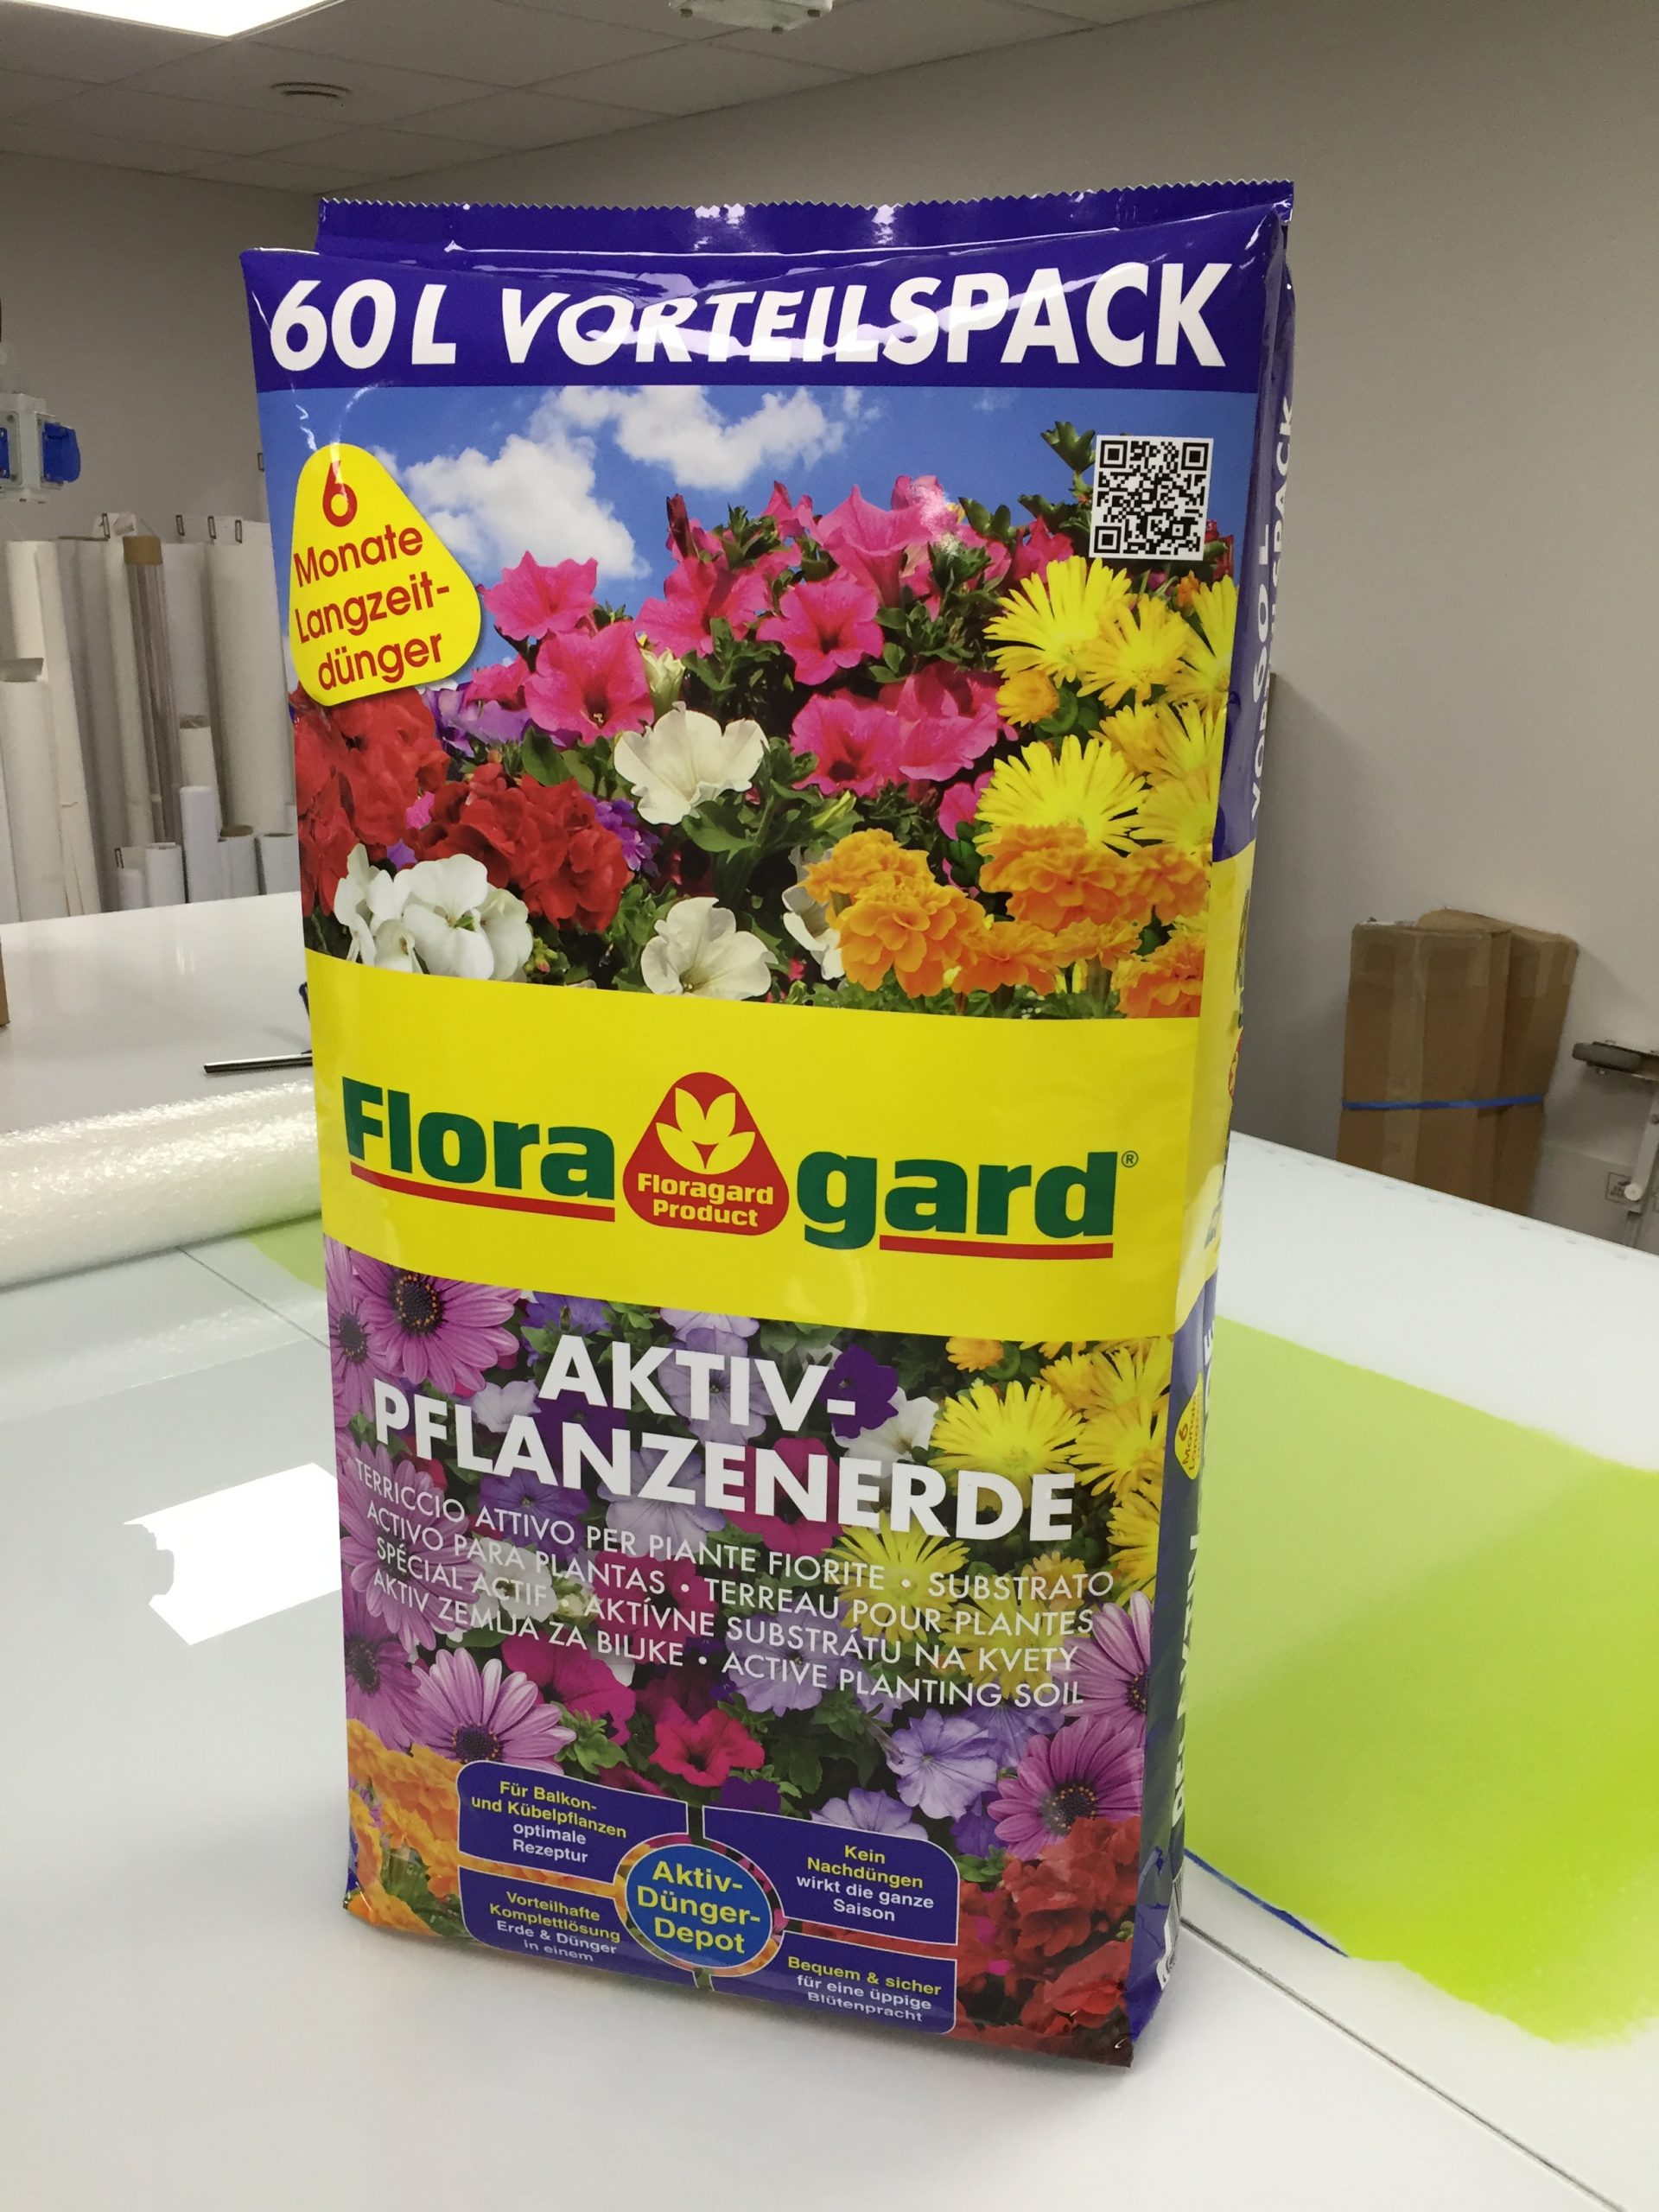 60 L VORTEILSPACK
6
Monate
Langzeit-
dünger
Floragard®
Floragard
Product
AKTIV-
PFLANZENERDE
TERRICCIO ATTIVO PER PIANTE FIORITE • SUBSTRATO
ACTIVO PARA PLANTAS • TERREAU POUR PLANTES
SPÉCIAL ACTIF • AKTÍVNE SUBSTRÁTU NA KVETY
AKTIV ZEMLJA ZA BILJKE • ACTIVE PLANTING SOIL
Für Balkon-
und Kübelpflanzen
optimale
Rezeptur
Kein
Nachdüngen
wirkt die ganze
Saison
Aktiv-
Dünger-
Depot
Vorteilhafte
Komplettlösung
Erde & Dünger
in einem
Bequem & sicher
für eine üppige
Blütenpracht
60 L